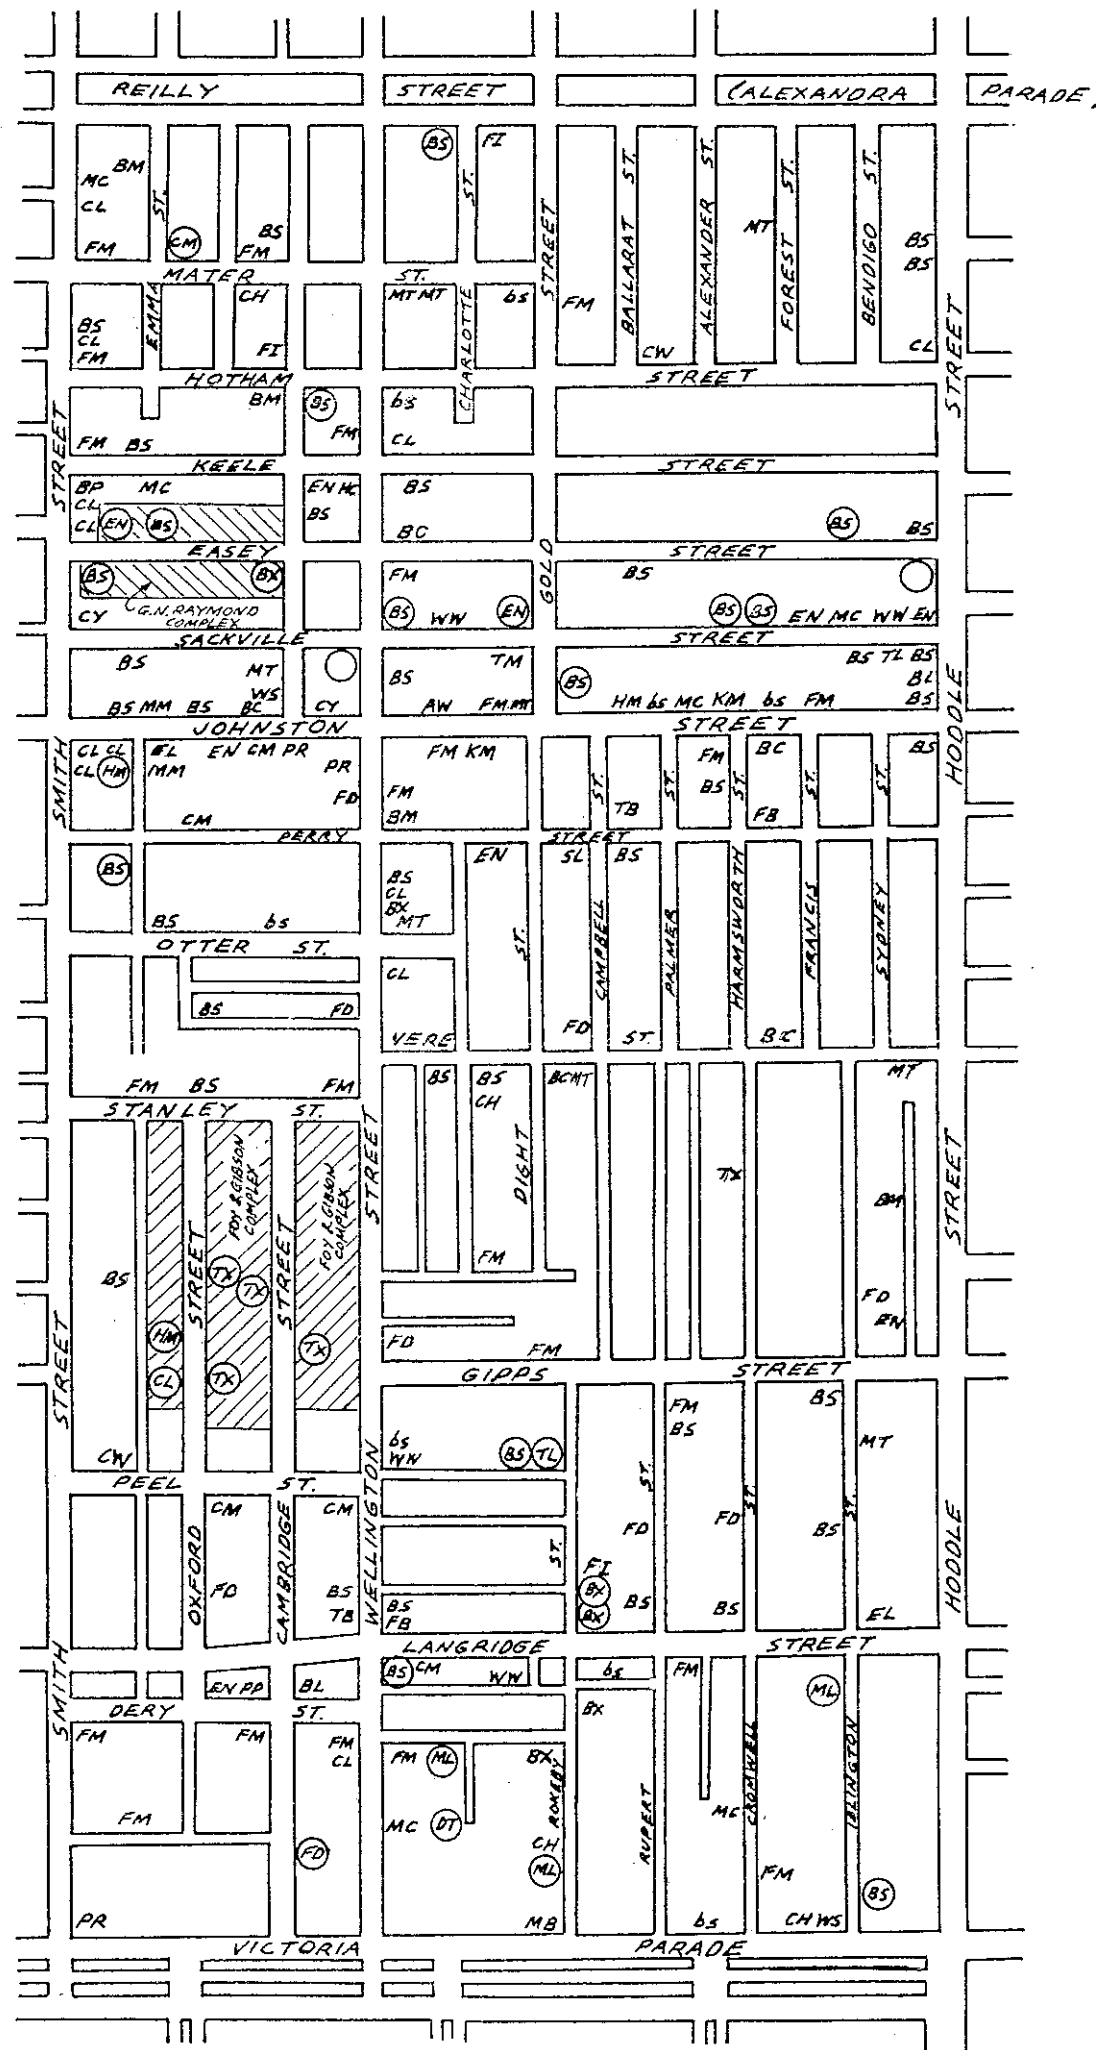 REILLY STREET (ALEXANDRA PARADE,
BS FI
BM
MC
CL
ST. ST. ST. ST. ST. ST.
FM CM BS FM
MT
BS
BS
STREET BALLARAT ALEXANDER FOREST BENDIGO
MATER ST.
CH MT MT bs
EMMA CHARLOTTE FM
BS
CL
FM FI CW CL
HOTHAM STREET
BM BS bs
FM BS FM CL
STREET STREET
KEELE STREET
BP MC EN HC BS
CL
CL EN BS BS BC BS BS
EASEY STREET
BS BX FM BS
G.N. RAYMOND
COMPLEX
CY BS WW EN BS BS EN MC WW EN
GOLD
SACKVILLE STREET
BS MT BS TM BS BS TL BS
WS BL
BS MM BS BC CY AW FM MT HM bs MC KM bs FM BS
JOHNSTON STREET
SMITH HODDLE
CL CL EL EN CM PR FM KM FM BC BS
CL HM MM PR BS
FD FM ST. ST. ST. ST. ST.
CM BM TB FB
PERRY STREET
BS EN SL BS
BS
CL
BX
BS bs MT
OTTER ST.
ST. CAMPBELL PALMER HARMSWORTH FRANCIS SYDNEY
CL
BS FD FD
VERE ST. BC
FM BS FM BS BS BC MT MT
CH
STANLEY ST.
FOY & GIBSON
COMPLEX
FOY & GIBSON
COMPLEX
STREET DIGHT STREET
TX
BM
BS TX TX
STREET STREET STREET
HM TX FM
FD
EN
CL TX FD FM
GIPPS STREET
FM BS
BS
MT
CW bs
WW BS TL
PEEL ST.
ST. ST. ST.
CM CM
FD FD BS
OXFORD CAMBRIDGE WELLINGTON ST. HODDLE
FD BS FI
BX
TB BS
FB BX BS BS EL
LANGRIDGE STREET
BS CM WW bs FM ML
EN PP BL
SMITH
DERY ST.
BX
FM FM FM
CL FM ML BX
ROKEBY RUPERT CROMWELL ISLINGTON
FM MC DT MC
CH
FD ML FM BS
PR MB bs CH WS
VICTORIA PARADE